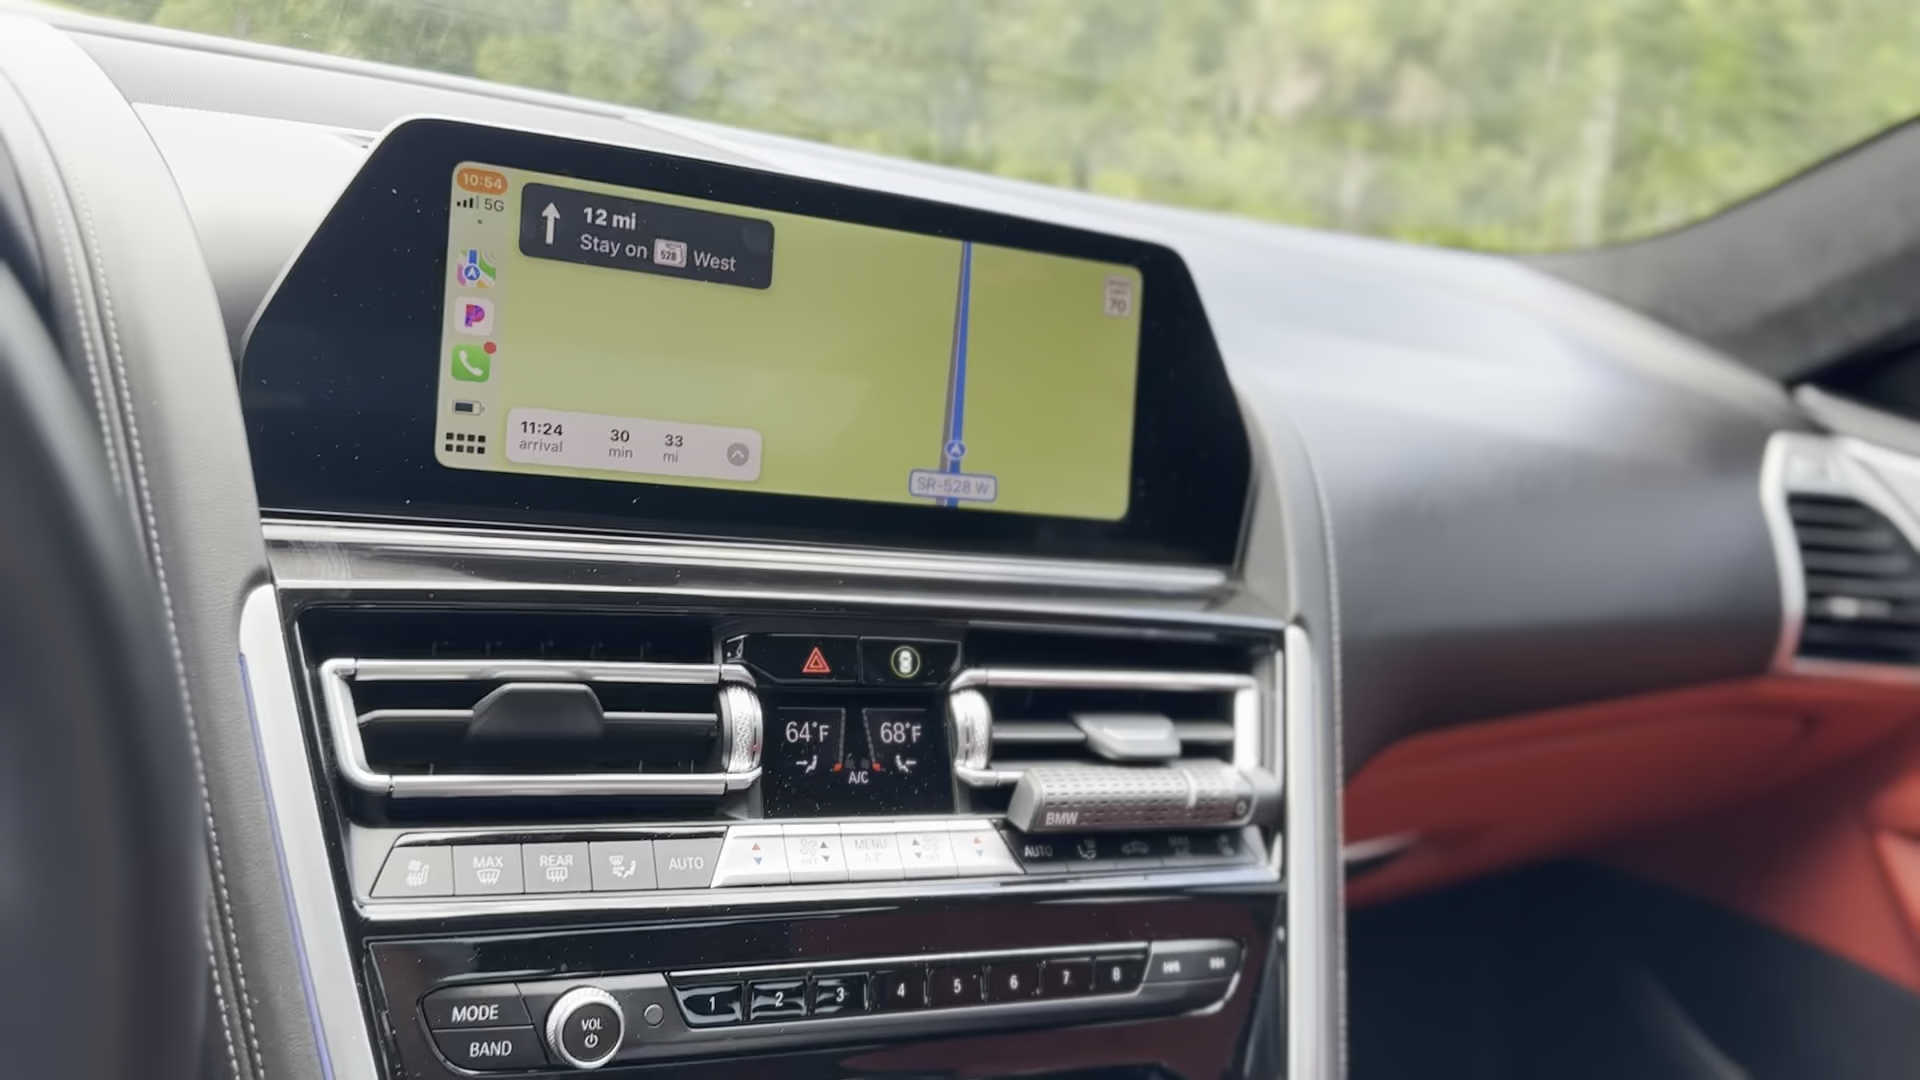 10:54
5G
12 mi
Stay on 528 West
70
P
11:24 30 33
arrival min mi
SR-528 W
64°F 68°F
A/C
BMW
MAX REAR AUTO
MENU
AUTO
MODE
BAND
VOL
1 2 3 4 5 6 7 8